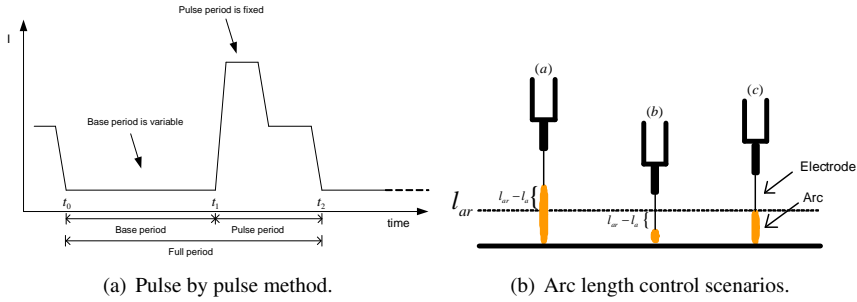 Pulse period is fixed
I
Base period is variable
t0
t1
t2
time
Base period
Pulse period
Full period
(a) Pulse by pulse method.
(a)
(b)
(c)
lar – la
lar
lar – la
Electrode
Arc
(b) Arc length control scenarios.